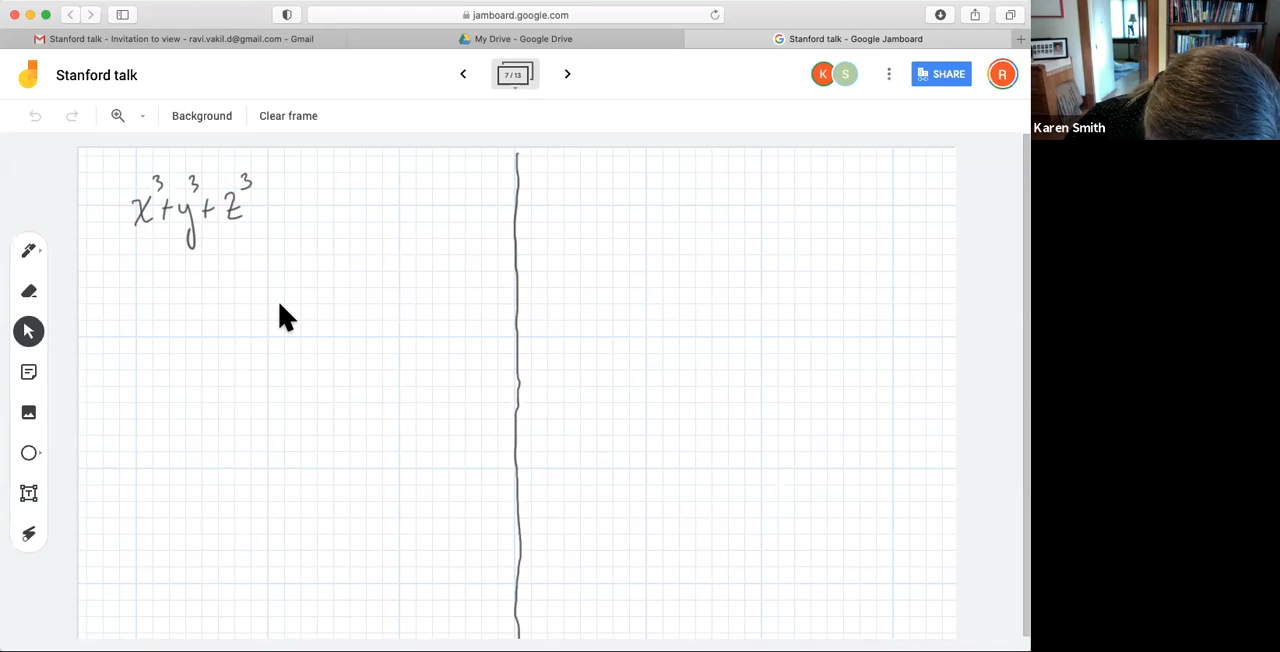 jamboard.google.com
Stanford talk - Invitation to view - ravi.vakil.d@gmail.com - Gmail
My Drive - Google Drive
Stanford talk - Google Jamboard
Stanford talk
7 / 13
K
S
SHARE
R
Background
Clear frame
Karen Smith
x³+y³+z³